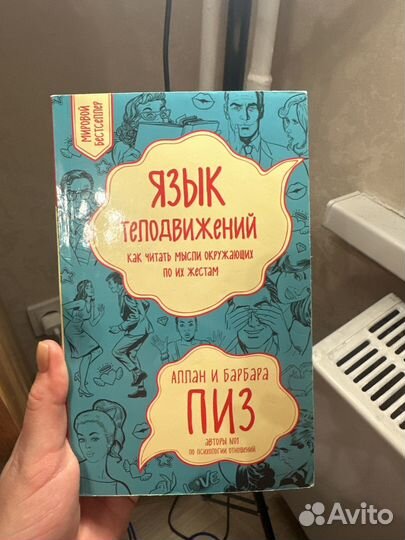 МИРОВОЙ
БЕСТСЕЛЛЕР
ЯЗЫК
ТЕЛОДВИЖЕНИЙ
КАК ЧИТАТЬ МЫСЛИ ОКРУЖАЮЩИХ
ПО ИХ ЖЕСТАМ
АЛЛАН И БАРБАРА
ПИЗ
АВТОРЫ №1
ПО ПСИХОЛОГИИ ОТНОШЕНИЙ
LOVE
Avito